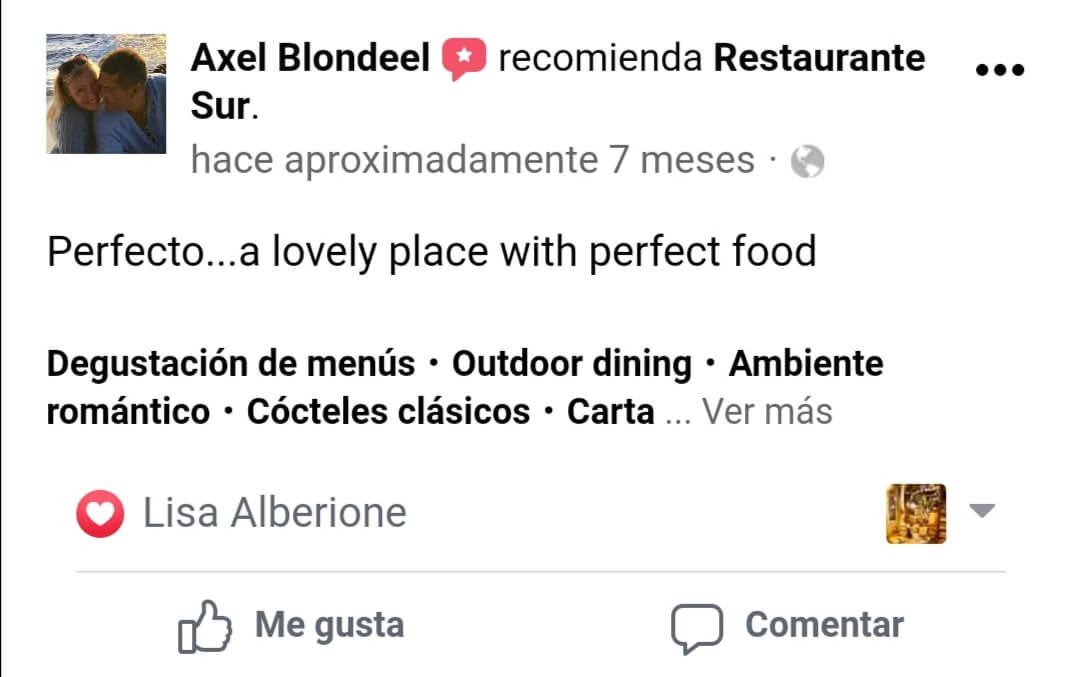 Axel Blondeel recomienda Restaurante
Sur.
hace aproximadamente 7 meses ·
Perfecto...a lovely place with perfect food
Degustación de menús · Outdoor dining · Ambiente
romántico · Cócteles clásicos · Carta ... Ver más
Lisa Alberione
Me gusta
Comentar